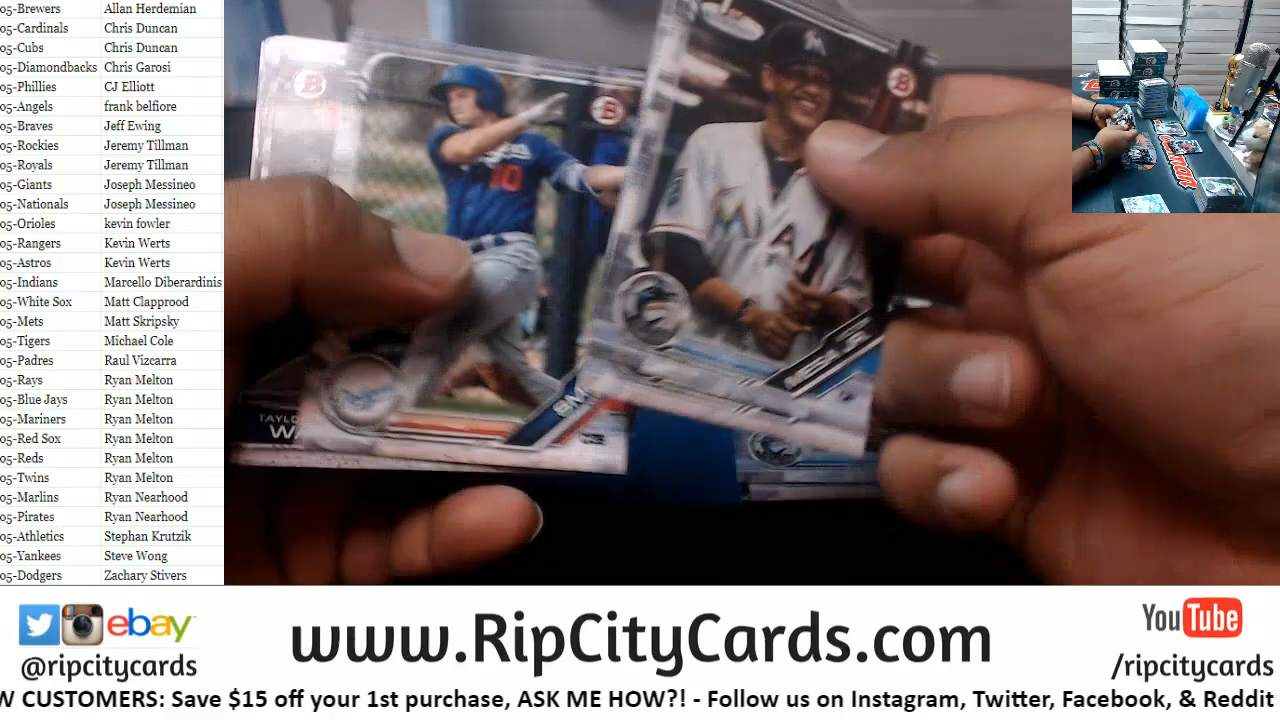 05-Brewers Allan Herdemian
05-Cardinals Chris Duncan
05-Cubs Chris Duncan
05-Diamondbacks Chris Garosi
05-Phillies CJ Elliott
05-Angels frank belfiore
05-Braves Jeff Ewing
05-Rockies Jeremy Tillman
05-Royals Jeremy Tillman
05-Giants Joseph Messineo
05-Nationals Joseph Messineo
05-Orioles kevin fowler
05-Rangers Kevin Werts
05-Astros Kevin Werts
05-Indians Marcello Diberardinis
05-White Sox Matt Clapprood
05-Mets Matt Skripsky
05-Tigers Michael Cole
05-Padres Raul Vizcarra
05-Rays Ryan Melton
05-Blue Jays Ryan Melton
05-Mariners Ryan Melton
05-Red Sox Ryan Melton
05-Reds Ryan Melton
05-Twins Ryan Melton
05-Marlins Ryan Nearhood
05-Pirates Ryan Nearhood
05-Athletics Stephan Krutzik
05-Yankees Steve Wong
05-Dodgers Zachary Stivers
B
B
B
10
MIAM
TAYLO
WA
ebay
@ripcitycards
www.RipCityCards.com
YouTube
/ripcitycards
W CUSTOMERS: Save $15 off your 1st purchase, ASK ME HOW?! - Follow us on Instagram, Twitter, Facebook, & Reddit